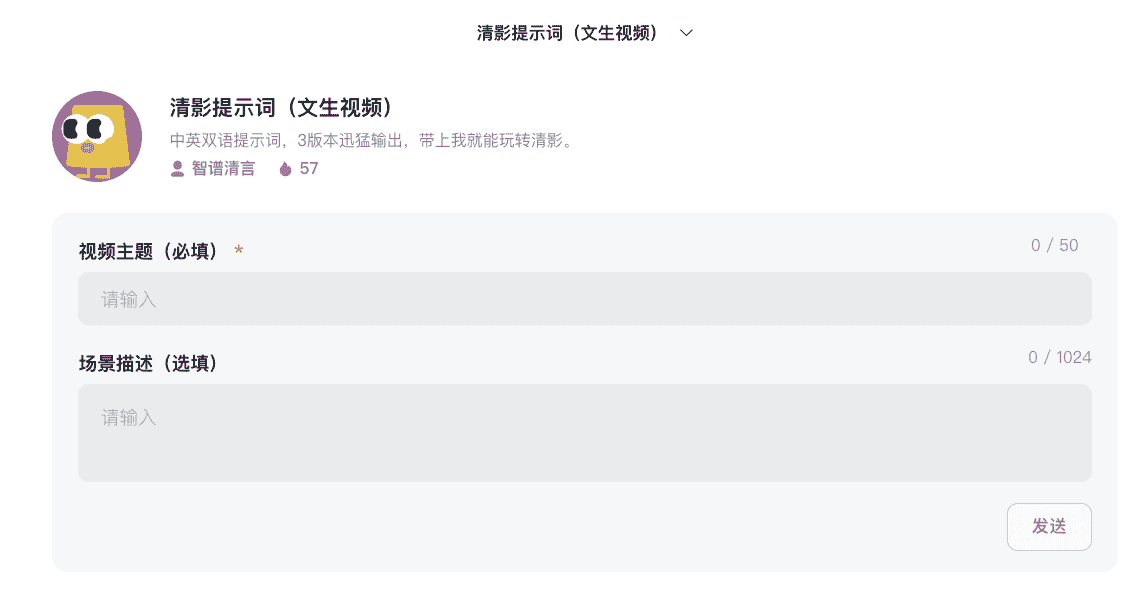 清影提示词（文生视频）
清影提示词（文生视频）
中英双语提示词，3版本迅猛输出，带上我就能玩转清影。
智谱清言 57
视频主题（必填） * 0 / 50
请输入
场景描述（选填） 0 / 1024
请输入
发送